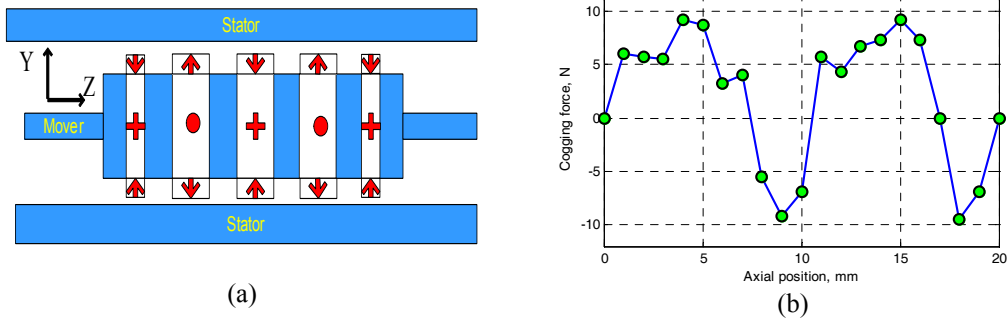 Stator
Y
Z
Mover
Stator
(a)
Cogging force, N
10
5
0
-5
-10
0
5
10
15
20
Axial position, mm
(b)